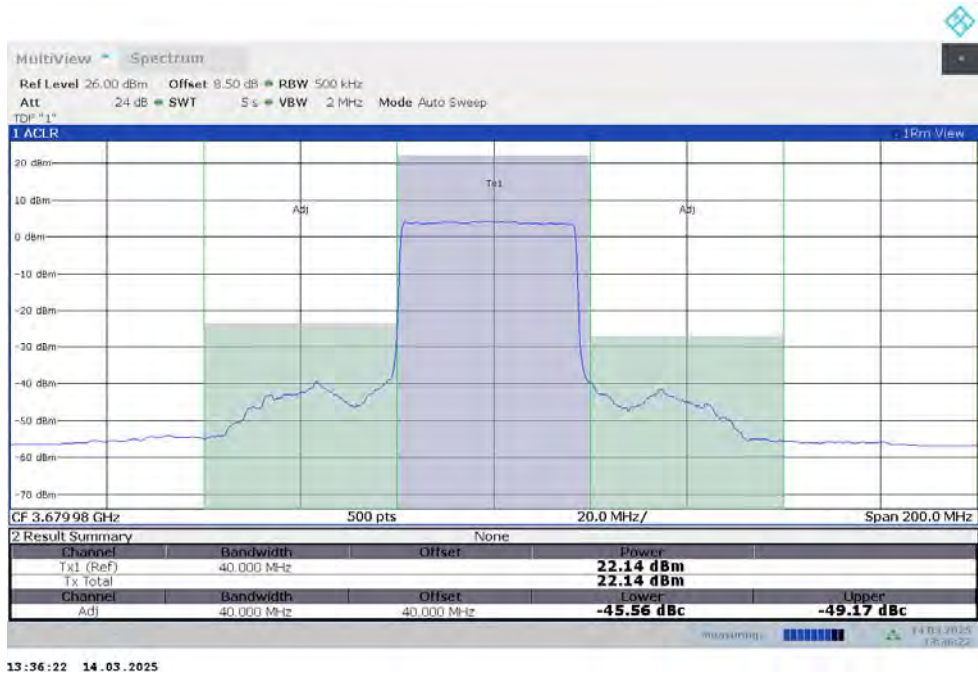 MultiView Spectrum
Ref Level 26.00 dBm Offset 8.50 dB RBW 500 kHz
Att 24 dB SWT 5 s VBW 2 MHz Mode Auto Sweep
TDF "1"
1 ACLR 1Rm View
20 dBm
Tx1
10 dBm
Adj Adj
0 dBm
-10 dBm
-20 dBm
-30 dBm
-40 dBm
-50 dBm
-60 dBm
-70 dBm
CF 3.67998 GHz 500 pts 20.0 MHz/ Span 200.0 MHz
2 Result Summary None
Channel Bandwidth Offset Power
Tx1 (Ref) 40.000 MHz 22.14 dBm
Tx Total 22.14 dBm
Channel Bandwidth Offset Lower Upper
Adj 40.000 MHz 40.000 MHz -45.56 dBc -49.17 dBc
Measuring... 14.03.2025
13:36:22
13:36:22 14.03.2025